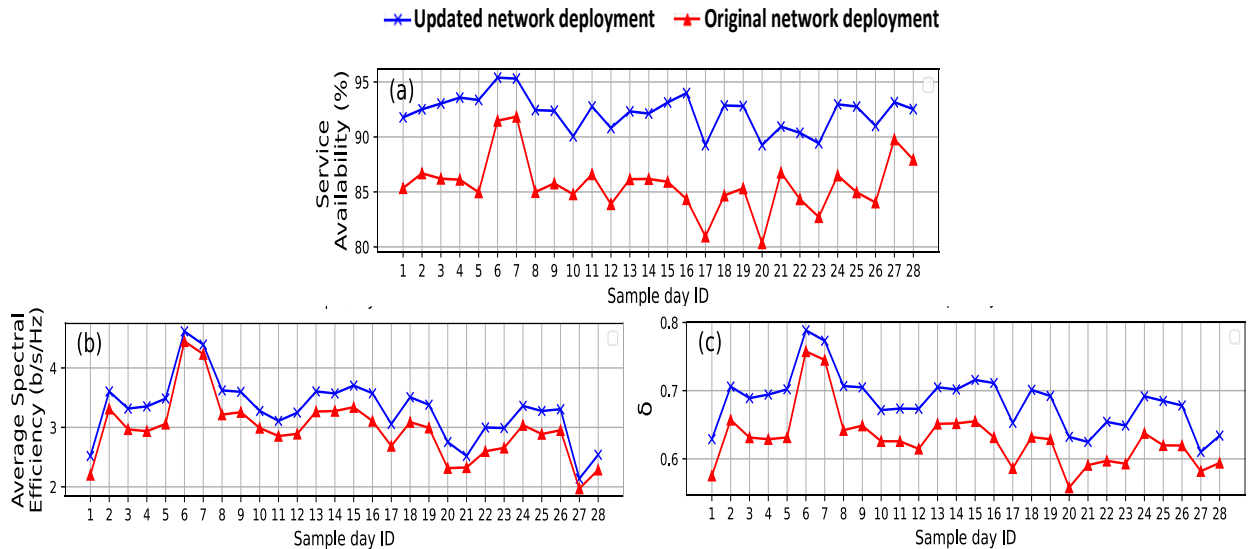 Updated network deployment Original network deployment
(a)
Service
Availability (%)
95
90
85
80
1 2 3 4 5 6 7 8 9 10 11 12 13 14 15 16 17 18 19 20 21 22 23 24 25 26 27 28
Sample day ID
(b)
Average Spectral
Efficiency (b/s/Hz)
4
3
2
1 2 3 4 5 6 7 8 9 10 11 12 13 14 15 16 17 18 19 20 21 22 23 24 25 26 27 28
Sample day ID
(c)
δ
0.8
0.7
0.6
1 2 3 4 5 6 7 8 9 10 11 12 13 14 15 16 17 18 19 20 21 22 23 24 25 26 27 28
Sample day ID